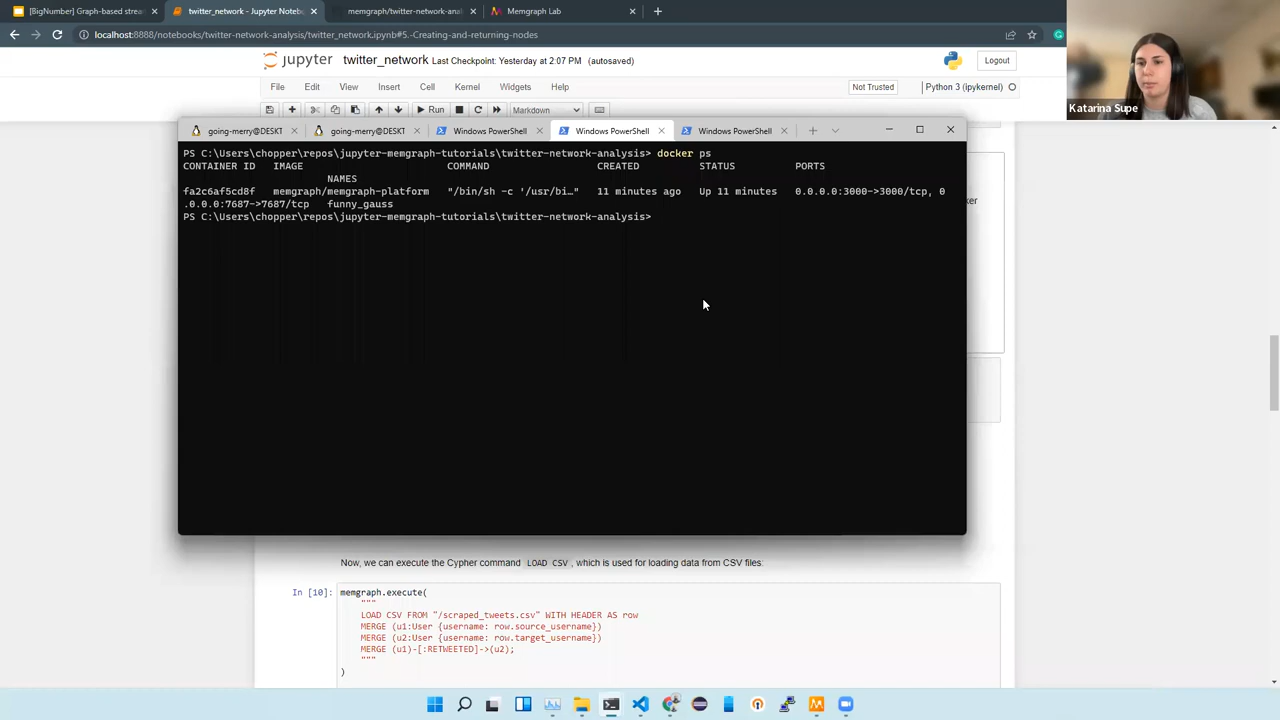 [BigNumber] Graph-based strea
twitter_network - Jupyter Notebo
memgraph/twitter-network-anal
Memgraph Lab
localhost:8888/notebooks/twitter-network-analysis/twitter_network.ipynb#5.-Creating-and-returning-nodes
jupyter twitter_network Last Checkpoint: Yesterday at 2:07 PM (autosaved)
Logout
File Edit View Insert Cell Kernel Widgets Help
Not Trusted
Python 3 (ipykernel)
Run
Markdown
Katarina Supe
going-merry@DESKT
going-merry@DESKT
Windows PowerShell
Windows PowerShell
Windows PowerShell
PS C:\Users\chopper\repos\jupyter-memgraph-tutorials\twitter-network-analysis> docker ps
CONTAINER ID IMAGE COMMAND CREATED STATUS PORTS
NAMES
fa2c6af5cd8f memgraph/memgraph-platform "/bin/sh -c '/usr/bi…" 11 minutes ago Up 11 minutes 0.0.0.0:3000->3000/tcp, 0
.0.0.0:7687->7687/tcp funny_gauss
PS C:\Users\chopper\repos\jupyter-memgraph-tutorials\twitter-network-analysis>
ker
Now, we can execute the Cypher command LOAD CSV , which is used for loading data from CSV files:
In [10]: memgraph.execute(
"""
LOAD CSV FROM "/scraped_tweets.csv" WITH HEADER AS row
MERGE (u1:User {username: row.source_username})
MERGE (u2:User {username: row.target_username})
MERGE (u1)-[:RETWEETED]->(u2);
"""
)